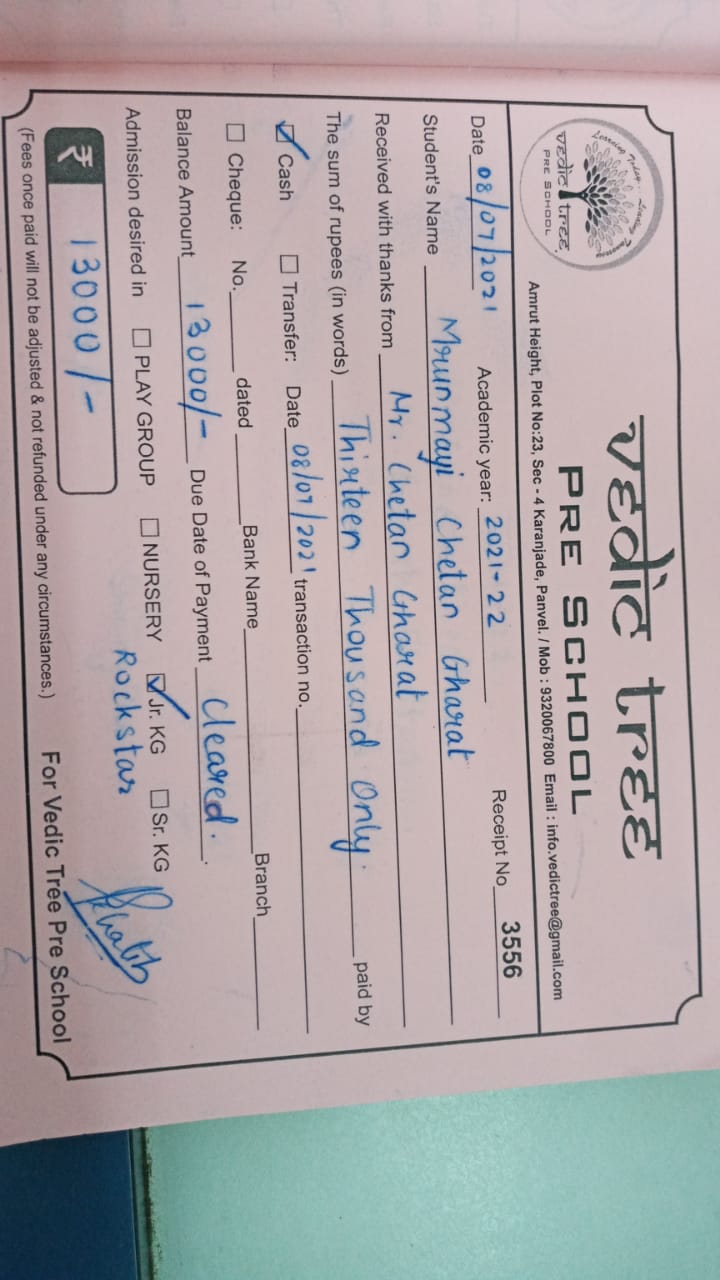 Learning Today... Living Tomorrow
vedic tree
PRE SCHOOL
vedic tree
PRE SCHOOL
Amrut Height, Plot No:23, Sec - 4 Karanjade, Panvel. / Mob : 9320067800 Email : info.vedictree@gmail.com
Date 08/07/2021 Academic year: 2021-22 Receipt No 3556
Student's Name Mrunmayi Chetan Gharat
Received with thanks from Mr. Chetan Gharat
The sum of rupees (in words) Thirteen Thousand Only. paid by
☑ Cash ☐ Transfer: Date 08/07/2021 transaction no.
☐ Cheque: No. dated Bank Name Branch
Balance Amount 13000/- Due Date of Payment Cleared.
Admission desired in ☐ PLAY GROUP ☐ NURSERY ☑ Jr. KG ☐ Sr. KG
Rockstar
₹ 13000/-
For Vedic Tree Pre School
(Fees once paid will not be adjusted & not refunded under any circumstances.)